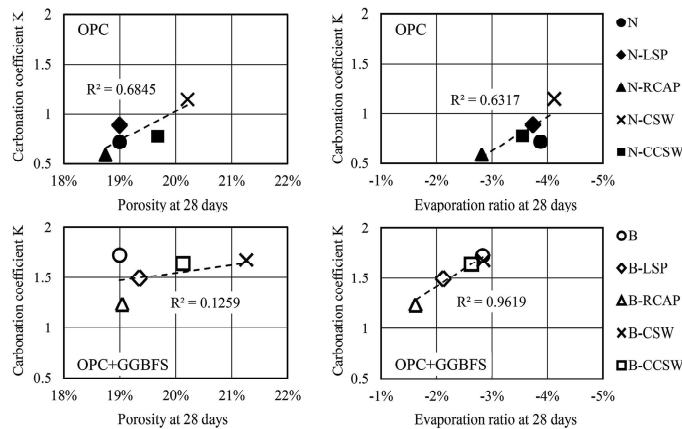 Carbonation coefficient K
2
1.5
1
0.5
OPC
R² = 0.6845
18%
19%
20%
21%
22%
Porosity at 28 days
Carbonation coefficient K
2
1.5
1
0.5
OPC
R² = 0.6317
-1%
-2%
-3%
-3%
-4%
-5%
Evaporation ratio at 28 days
N
N-LSP
N-RCAP
N-CSW
N-CCSW
Carbonation coefficient K
2
1.5
1
0.5
R² = 0.1259
OPC+GGBFS
18%
19%
20%
21%
22%
Porosity at 28 days
Carbonation coefficient K
2
1.5
1
0.5
R² = 0.9619
OPC+GGBFS
-1%
-2%
-3%
-4%
-5%
Evaporation ratio at 28 days
B
B-LSP
B-RCAP
B-CSW
B-CCSW